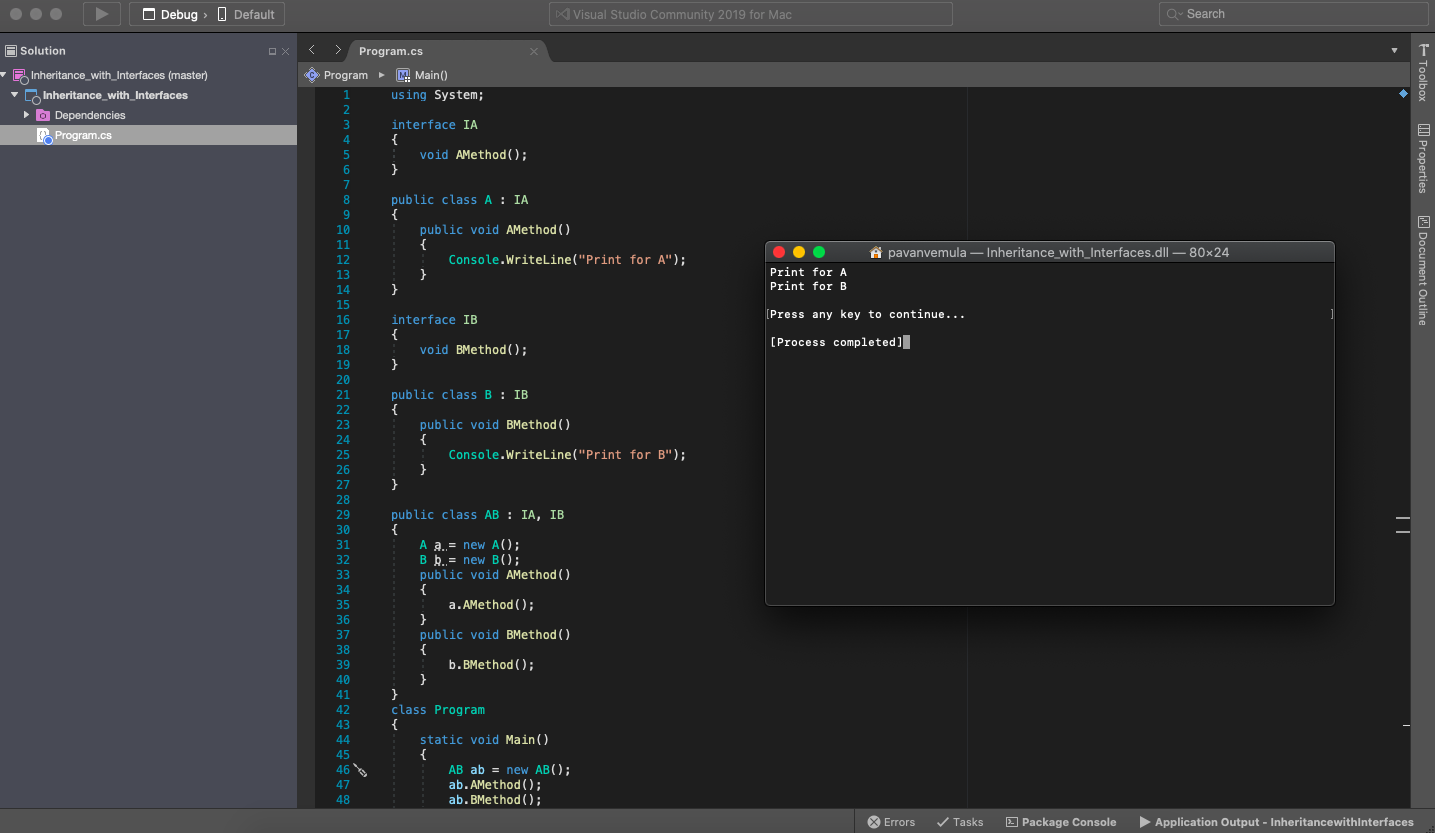 Debug › Default
Visual Studio Community 2019 for Mac
Search
Solution
Inheritance_with_Interfaces (master)
Inheritance_with_Interfaces
Dependencies
Program.cs
Program.cs
Program
Main()
1 using System;
2
3 interface IA
4 {
5 void AMethod();
6 }
7
8 public class A : IA
9 {
10 public void AMethod()
11 {
12 Console.WriteLine("Print for A");
13 }
14 }
15
16 interface IB
17 {
18 void BMethod();
19 }
20
21 public class B : IB
22 {
23 public void BMethod()
24 {
25 Console.WriteLine("Print for B");
26 }
27 }
28
29 public class AB : IA, IB
30 {
31 A a = new A();
32 B b = new B();
33 public void AMethod()
34 {
35 a.AMethod();
36 }
37 public void BMethod()
38 {
39 b.BMethod();
40 }
41 }
42 class Program
43 {
44 static void Main()
45 {
46 AB ab = new AB();
47 ab.AMethod();
48 ab.BMethod();
pavanvemula — Inheritance_with_Interfaces.dll — 80×24
Print for A
Print for B
[Press any key to continue... ]
[Process completed]
Toolbox
Properties
Document Outline
Errors
Tasks
Package Console
Application Output - InheritancewithInterfaces